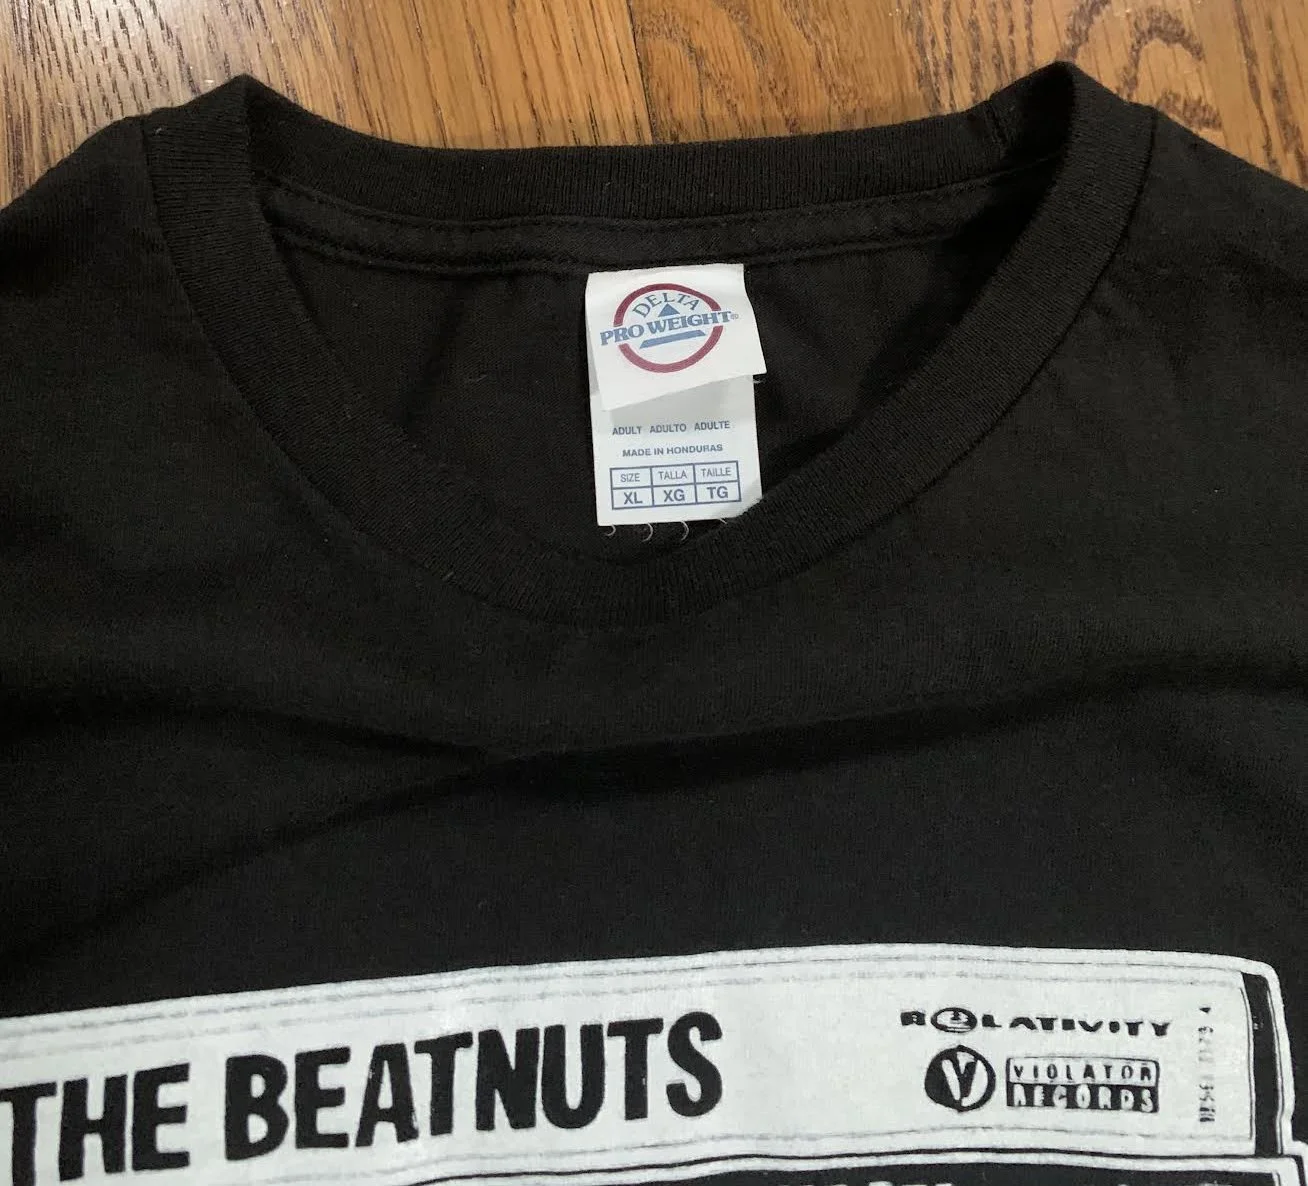 DELTA
PRO WEIGHT®
ADULT ADULTO ADULTE
MADE IN HONDURAS
SIZE TALLA TAILLE
XL XG TG
THE BEATNUTS
RELATIVITY
V VIOLATOR
RECORDS